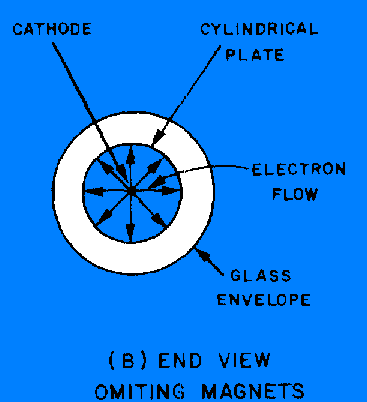 CATHODE
CYLINDRICAL
PLATE
ELECTRON
FLOW
GLASS
ENVELOPE
(B) END VIEW
OMITING MAGNETS